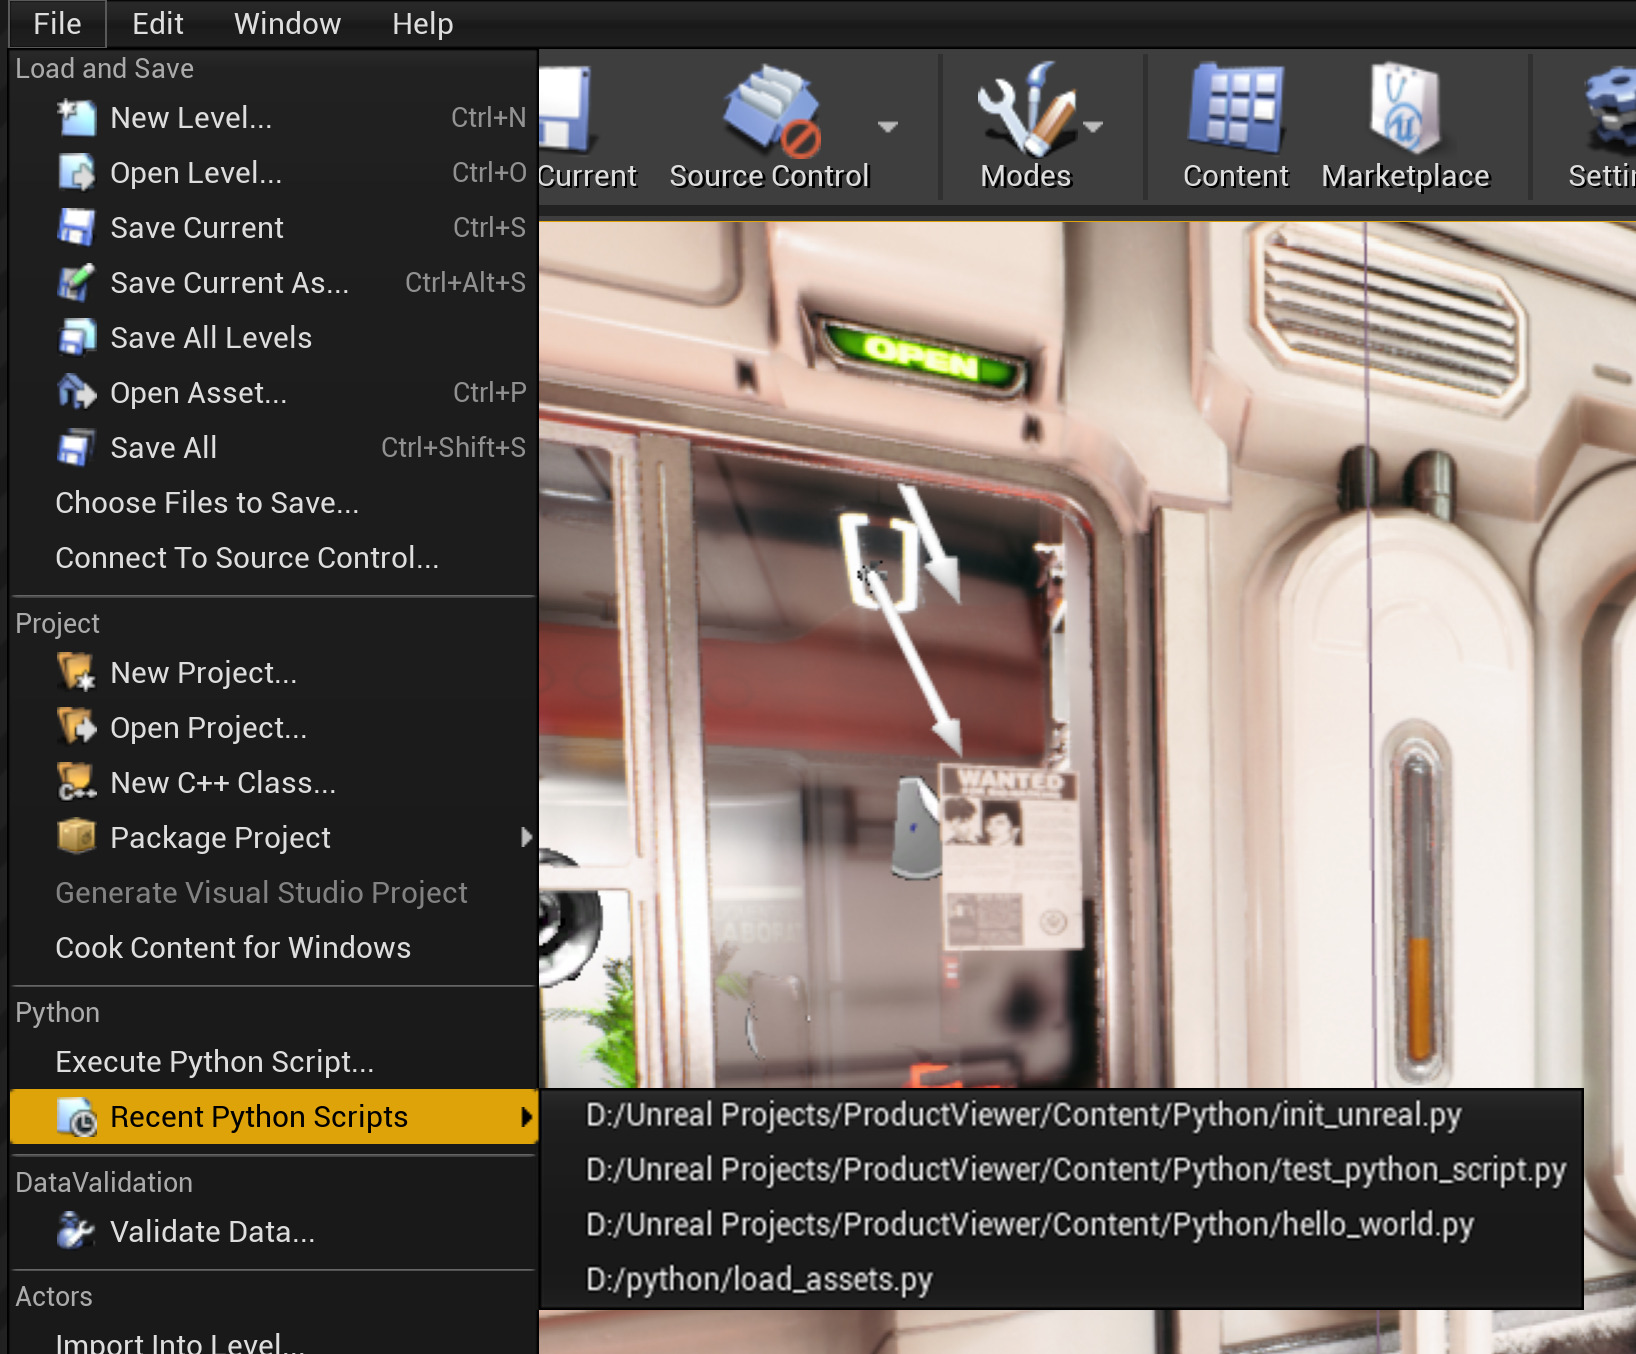 File Edit Window Help
Load and Save
New Level... Ctrl+N
Open Level... Ctrl+O
Save Current Ctrl+S
Save Current As... Ctrl+Alt+S
Save All Levels
Open Asset... Ctrl+P
Save All Ctrl+Shift+S
Choose Files to Save...
Connect To Source Control...
Project
New Project...
Open Project...
New C++ Class...
Package Project
Generate Visual Studio Project
Cook Content for Windows
Python
Execute Python Script...
Recent Python Scripts
DataValidation
Validate Data...
Actors
Import Into Level...
Current Source Control Modes Content Marketplace Settin
OPEN
WANTED
D:/Unreal Projects/ProductViewer/Content/Python/init_unreal.py
D:/Unreal Projects/ProductViewer/Content/Python/test_python_script.py
D:/Unreal Projects/ProductViewer/Content/Python/hello_world.py
D:/python/load_assets.py